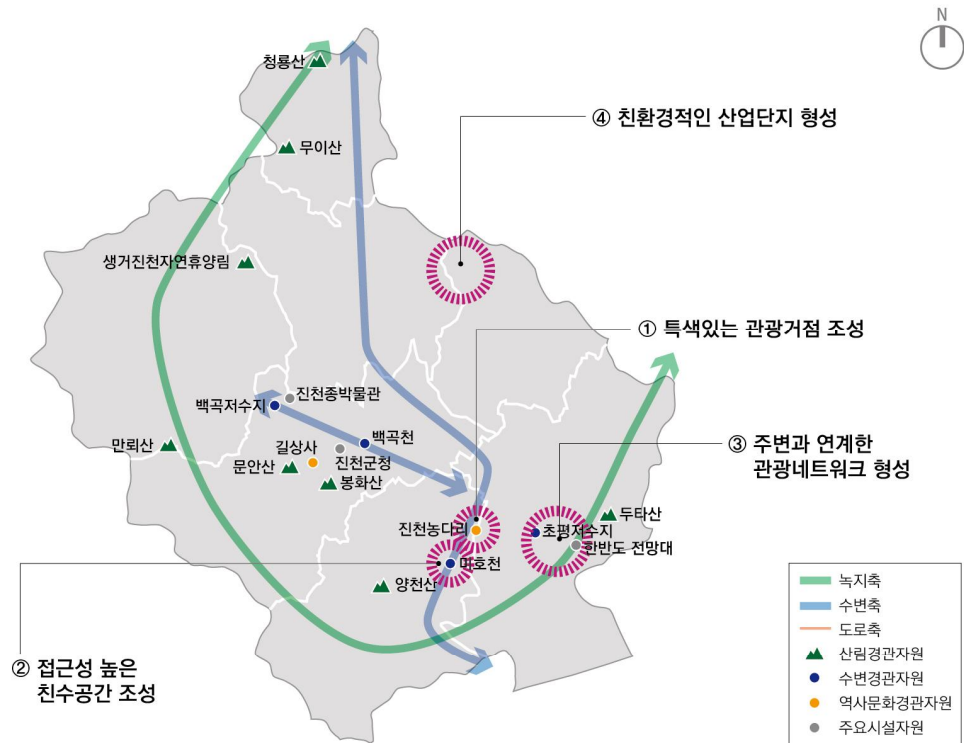 N
청룡산
④ 친환경적인 산업단지 형성
무이산
생거진천자연휴양림
① 특색있는 관광거점 조성
진천종박물관
백곡저수지
백곡천
만뢰산
길상사
진천군청
문안산
봉화산
③ 주변과 연계한
관광네트워크 형성
두타산
진천농다리
초평저수지
한반도 전망대
미호천
양천산
② 접근성 높은
친수공간 조성
녹지축
수변축
도로축
산림경관자원
수변경관자원
역사문화경관자원
주요시설자원